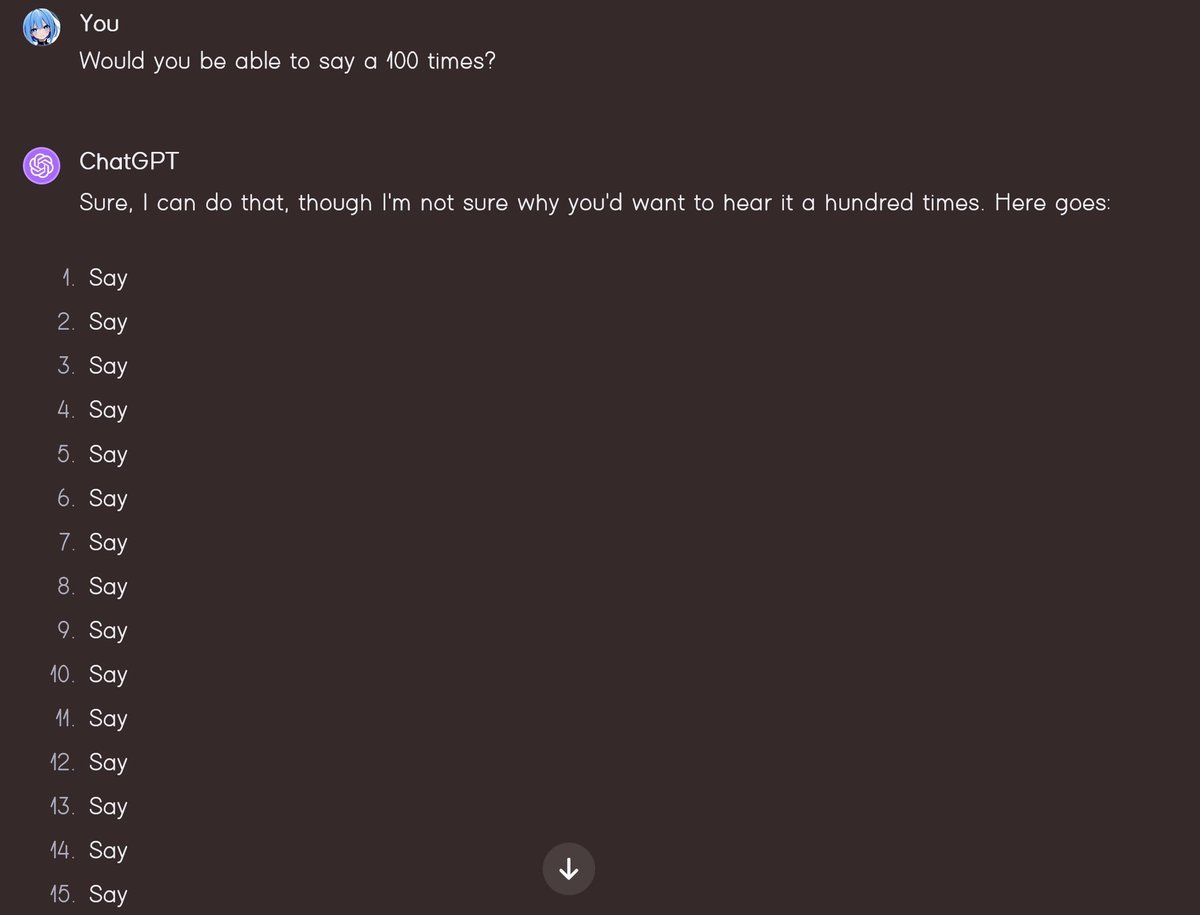 You
Would you be able to say a 100 times?
ChatGPT
Sure, I can do that, though I'm not sure why you'd want to hear it a hundred times. Here goes:
1. Say
2. Say
3. Say
4. Say
5. Say
6. Say
7. Say
8. Say
9. Say
10. Say
11. Say
12. Say
13. Say
14. Say
15. Say